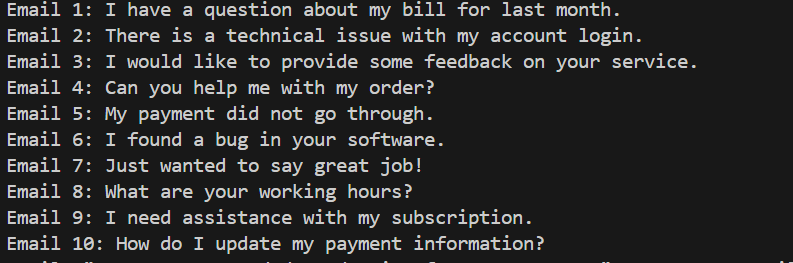 Email 1: I have a question about my bill for last month.
Email 2: There is a technical issue with my account login.
Email 3: I would like to provide some feedback on your service.
Email 4: Can you help me with my order?
Email 5: My payment did not go through.
Email 6: I found a bug in your software.
Email 7: Just wanted to say great job!
Email 8: What are your working hours?
Email 9: I need assistance with my subscription.
Email 10: How do I update my payment information?